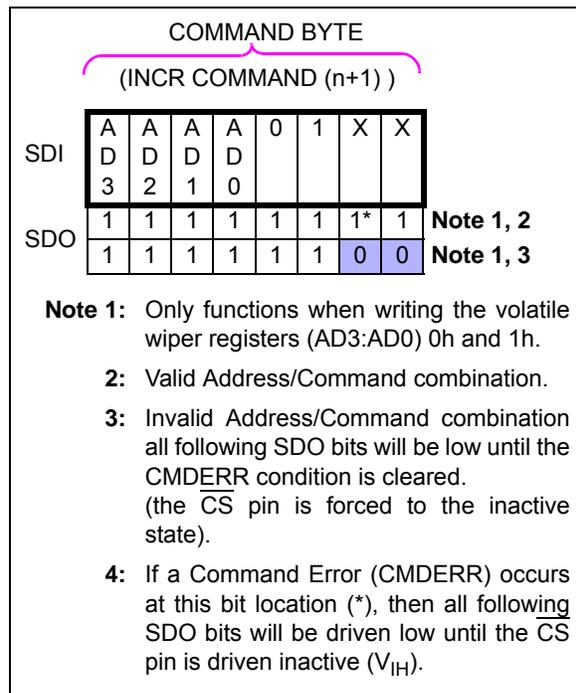 COMMAND BYTE
(INCR COMMAND (n+1) )
SDI
A A A A 0 1 X X
D D D D
3 2 1 0
SDO
1 1 1 1 1 1 1* 1 Note 1, 2
1 1 1 1 1 1 0 0 Note 1, 3
Note 1: Only functions when writing the volatile
wiper registers (AD3:AD0) 0h and 1h.
2: Valid Address/Command combination.
3: Invalid Address/Command combination
all following SDO bits will be low until the
CMDERR condition is cleared.
(the CS pin is forced to the inactive
state).
4: If a Command Error (CMDERR) occurs
at this bit location (*), then all following
SDO bits will be driven low until the CS
pin is driven inactive (VIH).